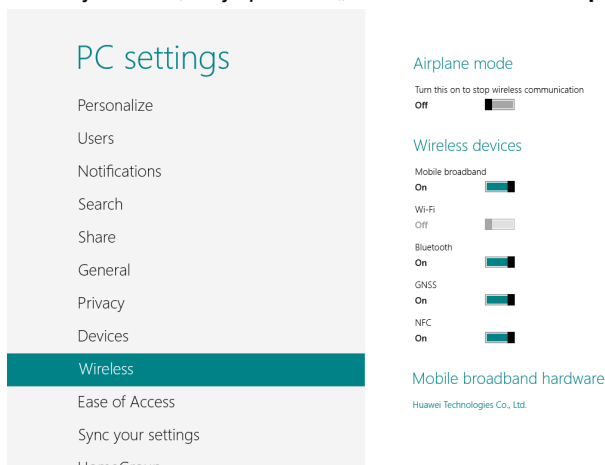 PC settings
Personalize
Users
Notifications
Search
Share
General
Privacy
Devices
Wireless
Ease of Access
Sync your settings
Airplane mode
Turn this on to stop wireless communication
Off
Wireless devices
Mobile broadband
On
Wi-Fi
Off
Bluetooth
On
GNSS
On
NFC
On
Mobile broadband hardware
Huawei Technologies Co., Ltd.